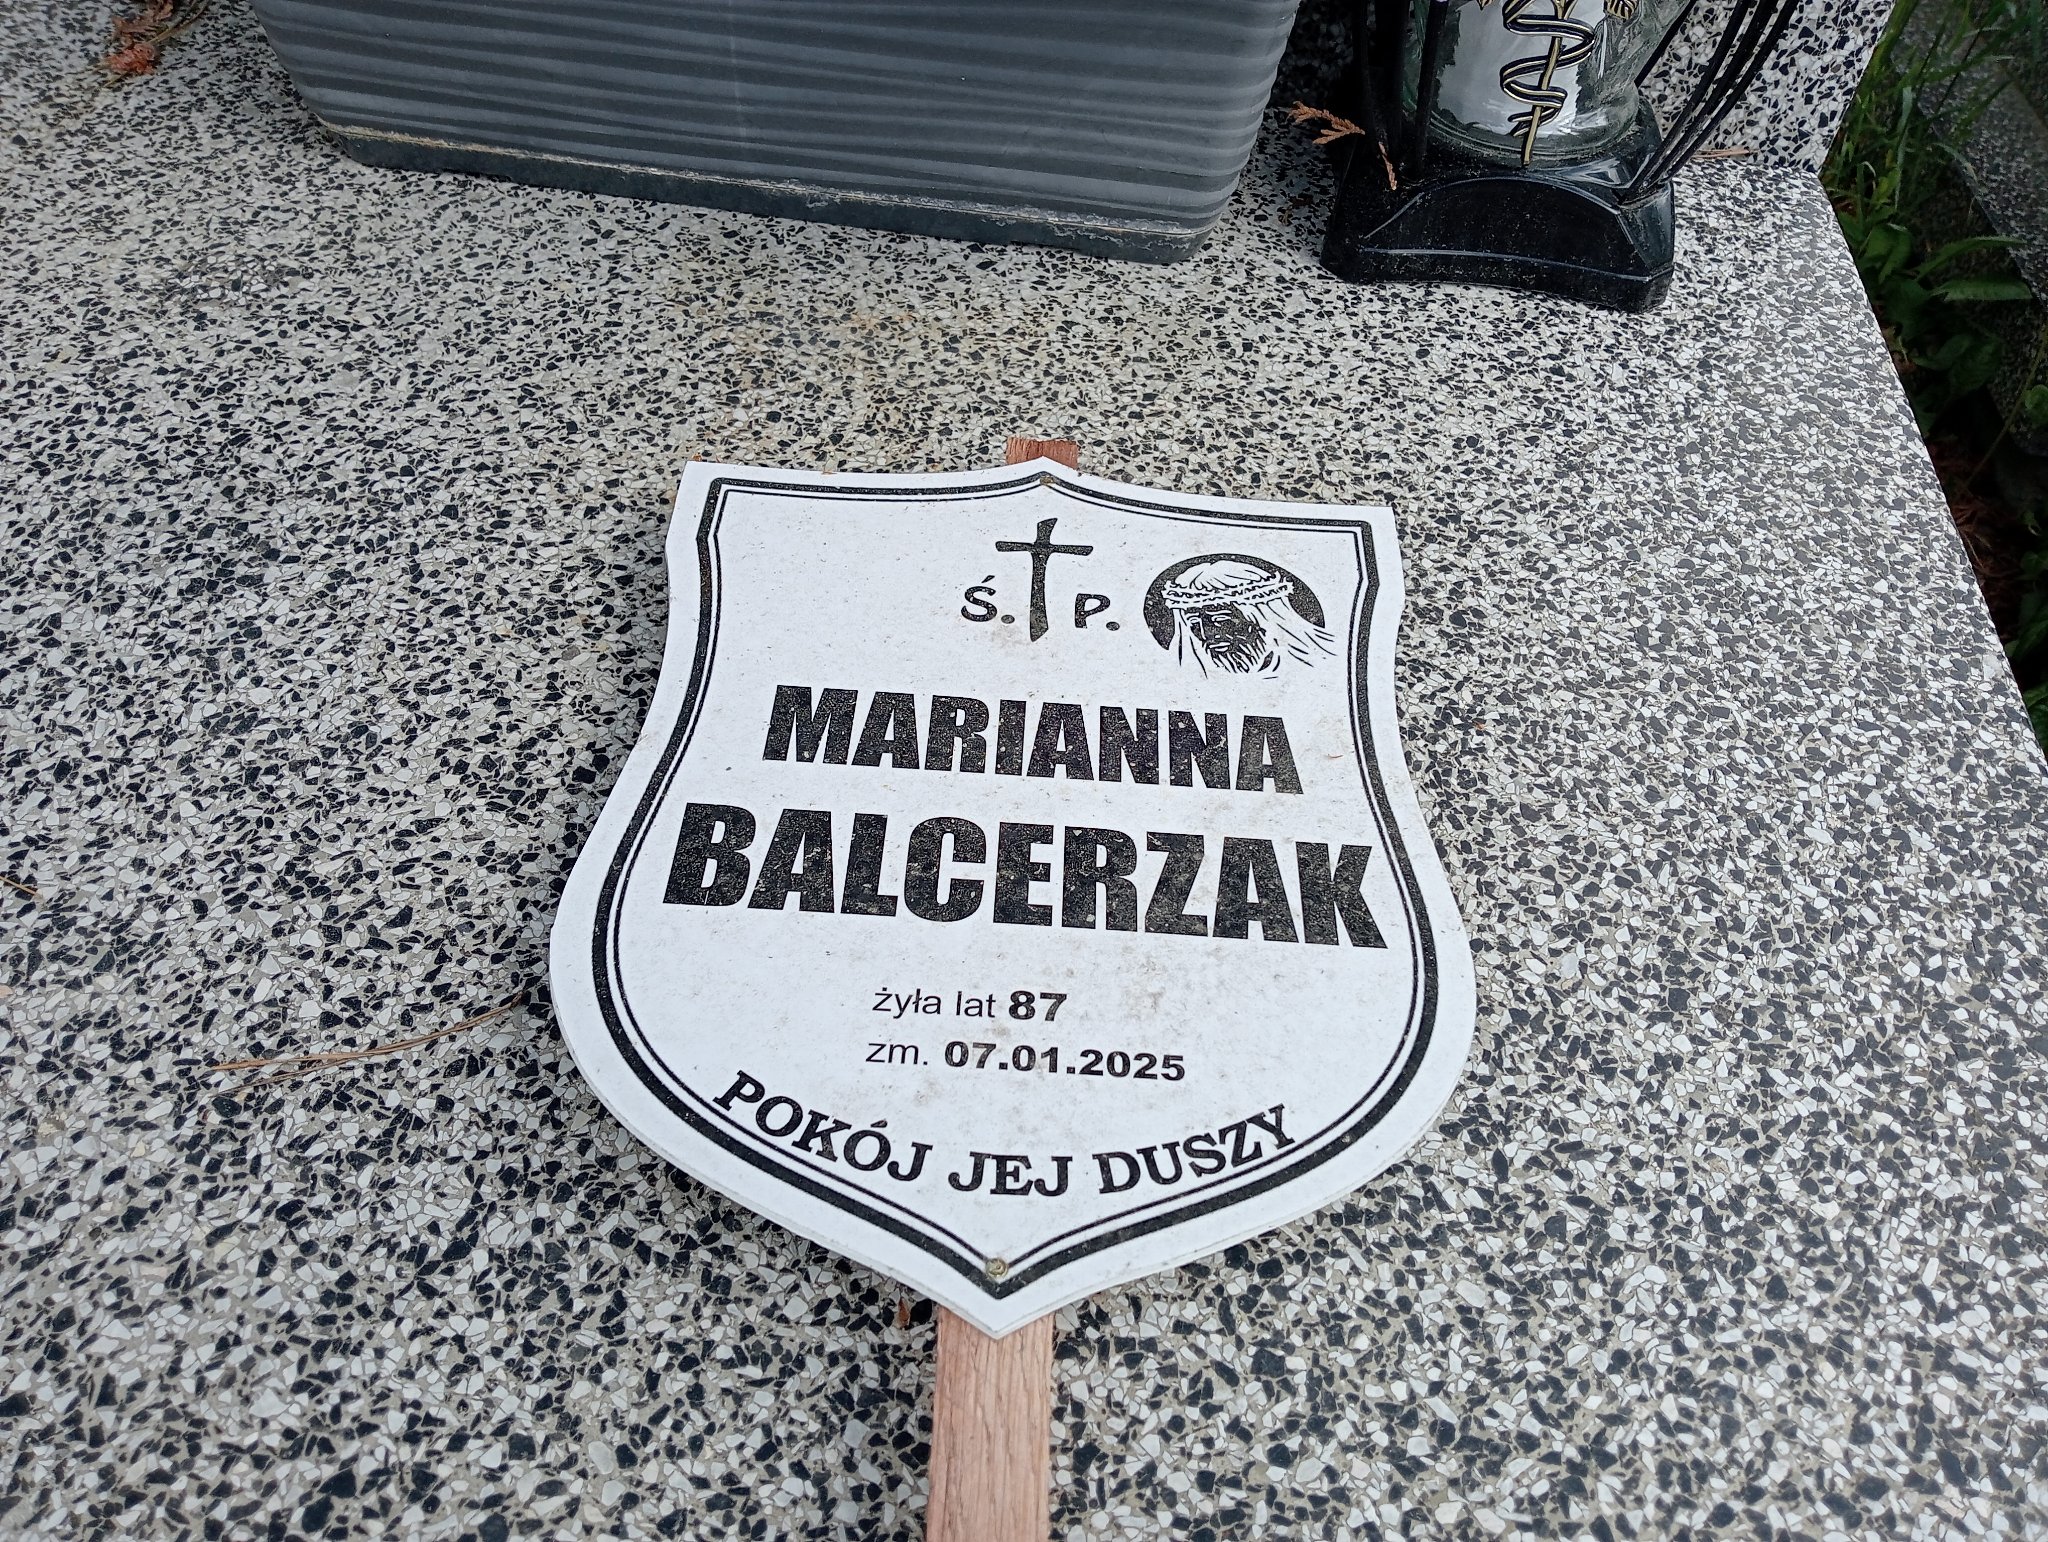 Ś. P.
MARIANNA
BALCERZAK
żyła lat 87
zm. 07.01.2025
POKÓJ JEJ DUSZY